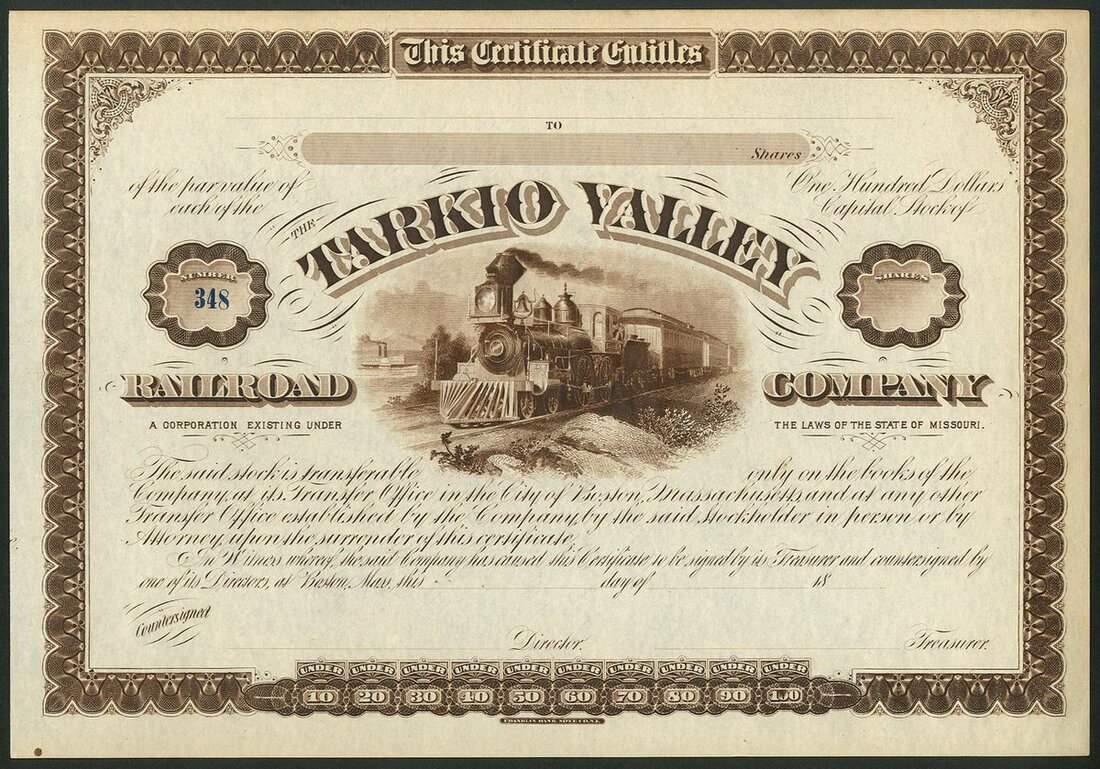 This Certificate Entitles
TO
Shares
of the par value of One Hundred Dollars
each of the Capital Stock of
THE
TARKIO VALLEY
NUMBER
348
SHARES
RAILROAD COMPANY
A CORPORATION EXISTING UNDER THE LAWS OF THE STATE OF MISSOURI.
The said stock is transferable only on the books of the
Company, at its Transfer Office in the City of Boston, Massachusetts, and at any other
Transfer Office established by the Company, by the said Stockholder in person or by
Attorney, upon the surrender of this certificate.
In Witness whereof, the said Company has caused this Certificate to be signed by its Treasurer and countersigned by
one of its Directors, at Boston, Mass. this day of 18
Countersigned
Director. Treasurer.
UNDER UNDER UNDER UNDER UNDER UNDER UNDER UNDER UNDER UNDER
10 20 30 40 50 60 70 80 90 100
FRANKLIN BANK NOTE CO. N.Y.